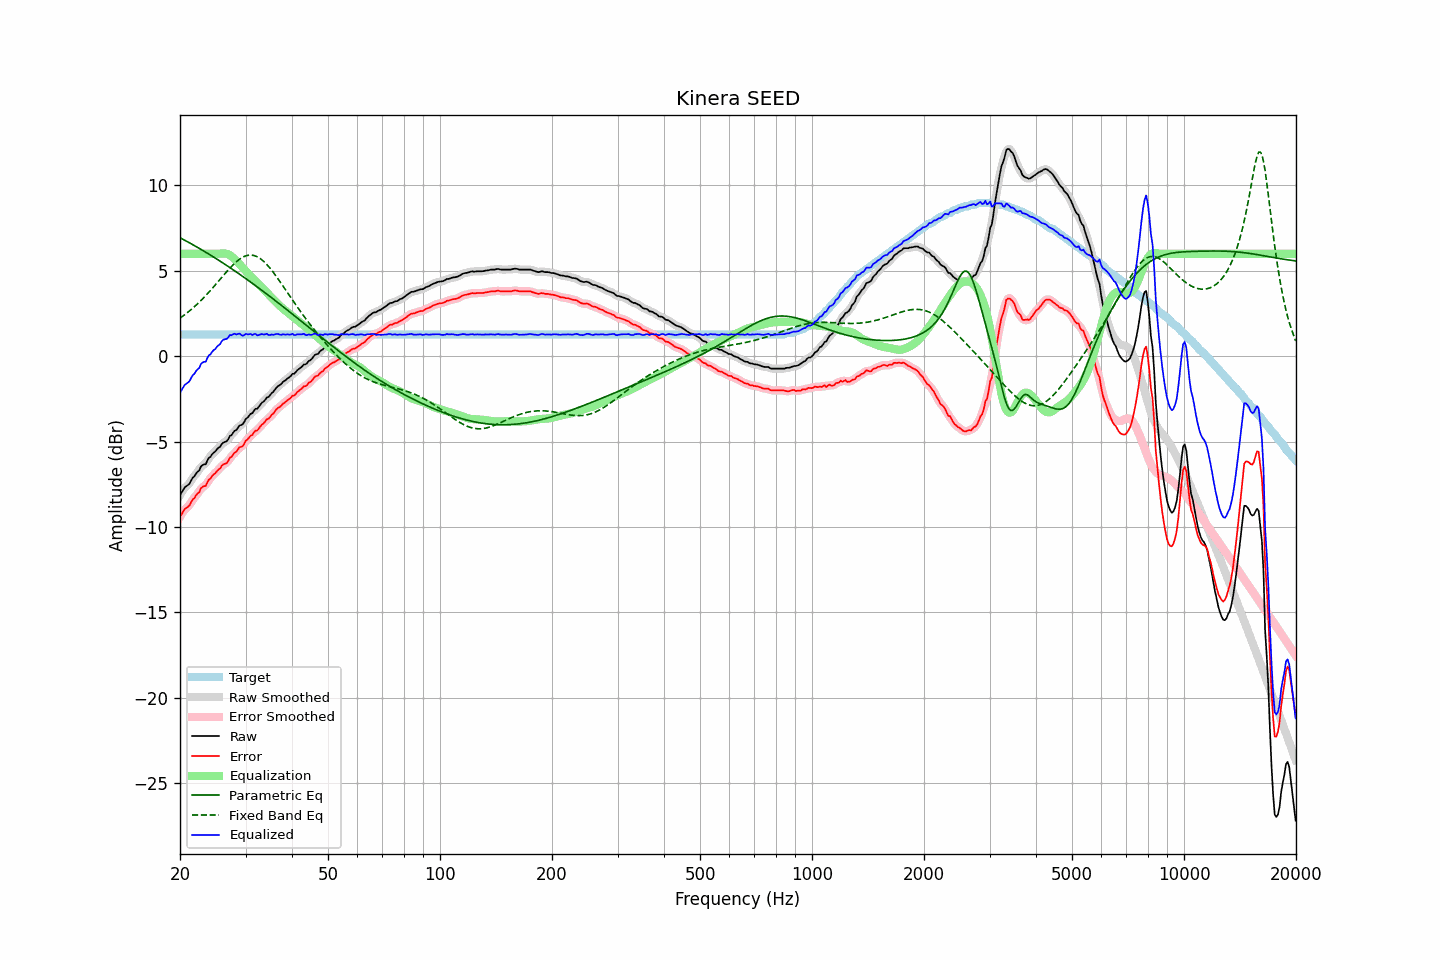 Kinera SEED
Amplitude (dBr)
10
5
0
−5
−10
−15
−20
−25
Target
Raw Smoothed
Error Smoothed
Raw
Error
Equalization
Parametric Eq
Fixed Band Eq
Equalized
20 50 100 200 500 1000 2000 5000 10000 20000
Frequency (Hz)